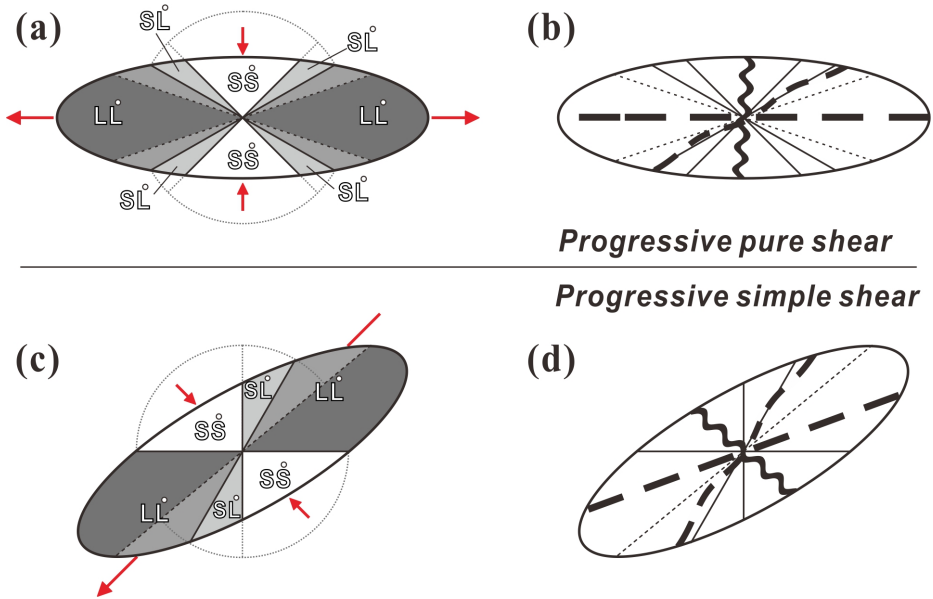 (a)
SL̊
SL̊
SṠ
LL̊
LL̊
SṠ
SL̊
SL̊
(b)
Progressive pure shear
Progressive simple shear
(c)
SL̊
LL̊
SṠ
SṠ
LL̊
SL̊
(d)